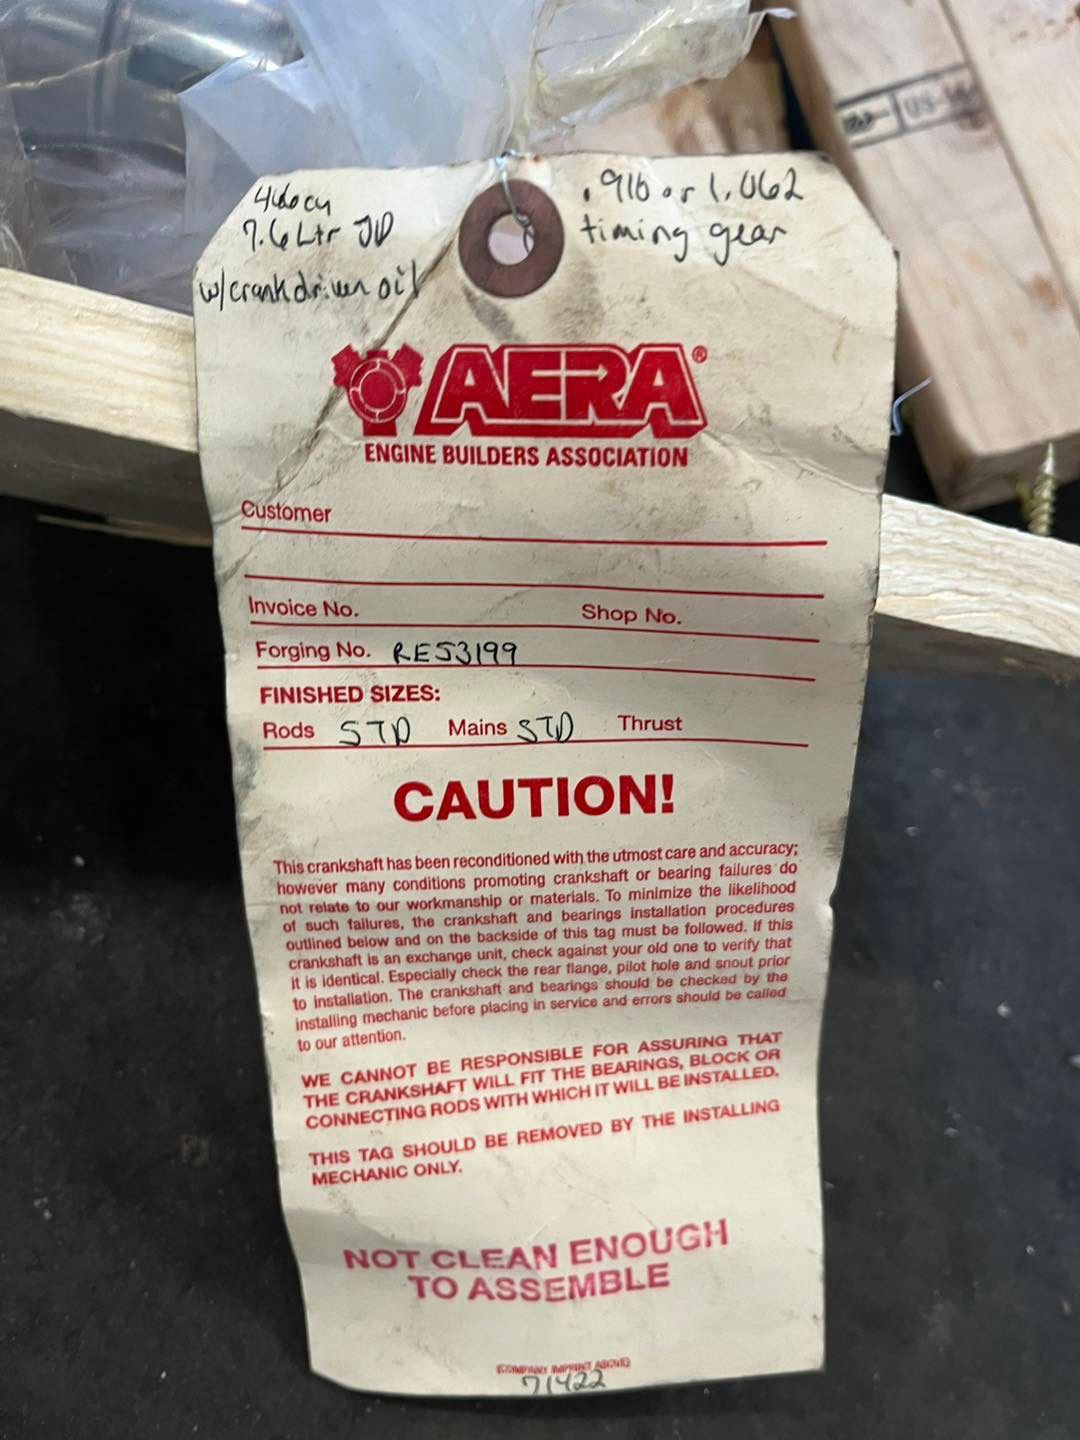 466cu
7.6 Ltr JD
w/crank driven oil
.916 or 1.062
timing gear
AERA®
ENGINE BUILDERS ASSOCIATION
Customer
Invoice No. Shop No.
Forging No. RE53199
FINISHED SIZES:
Rods STD Mains STD Thrust
CAUTION!
This crankshaft has been reconditioned with the utmost care and accuracy;
however many conditions promoting crankshaft or bearing failures do
not relate to our workmanship or materials. To minimize the likelihood
of such failures, the crankshaft and bearings installation procedures
outlined below and on the backside of this tag must be followed. If this
crankshaft is an exchange unit, check against your old one to verify that
it is identical. Especially check the rear flange, pilot hole and snout prior
to installation. The crankshaft and bearings should be checked by the
installing mechanic before placing in service and errors should be called
to our attention.
WE CANNOT BE RESPONSIBLE FOR ASSURING THAT
THE CRANKSHAFT WILL FIT THE BEARINGS, BLOCK OR
CONNECTING RODS WITH WHICH IT WILL BE INSTALLED.
THIS TAG SHOULD BE REMOVED BY THE INSTALLING
MECHANIC ONLY.
NOT CLEAN ENOUGH
TO ASSEMBLE
(COMPANY IMPRINT ABOVE)
71422